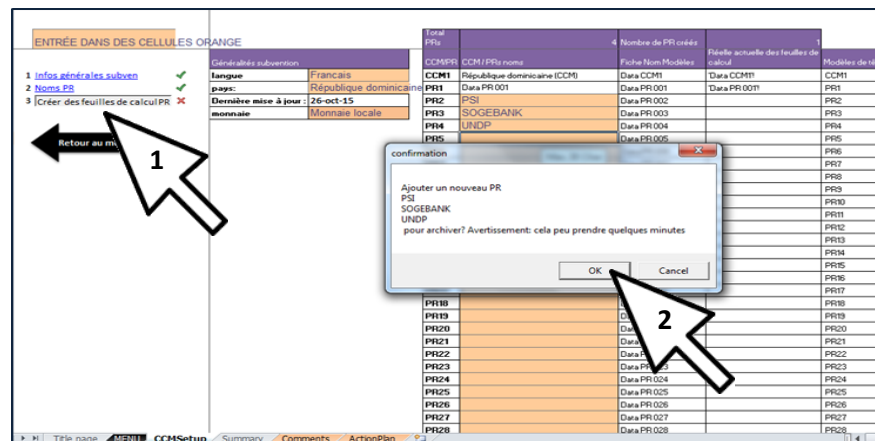 ENTRÉE DANS DES CELLULES ORANGE
1 Infos générales subven
2 Noms PR
3 Créer des feuilles de calcul PR
Retour au m
1
Généralités subvention
langue Francais
pays: République dominicaine
Dernière mise à jour : 26-oct-15
monnaie Monnaie locale
Total PRs 4 Nombre de PR créés 1
CCM/PR CCM / PRs noms Fiche Nom Modèles Réelle actuelle des feuilles de calcul Modèles de tê
CCM1 République dominicaine (CCM) Data CCM1 'Data CCM1'! CCM1
PR1 Data PR 001 Data PR 001 'Data PR 001'! PR1
PR2 PSI Data PR 002 PR2
PR3 SOGEBANK Data PR 003 PR3
PR4 UNDP Data PR 004 PR4
PR5 Data PR 005 PR5
PR6
PR7
PR8
PR9
PR10
PR11
PR12
PR13
PR14
PR15
PR16
PR17
confirmation
Ajouter un nouveau PR
PSI
SOGEBANK
UNDP
pour archiver? Avertissement: cela peu prendre quelques minutes
OK Cancel
2
PR18 PR18
PR19 PR19
PR20 PR20
PR21 PR21
PR22 PR22
PR23 PR23
PR24 Data PR 024 PR24
PR25 Data PR 025 PR25
PR26 Data PR 026 PR26
PR27 Data PR 027 PR27
PR28 Data PR 028 PR28
Title page MENU CCMSetup Summary Comments ActionPlan